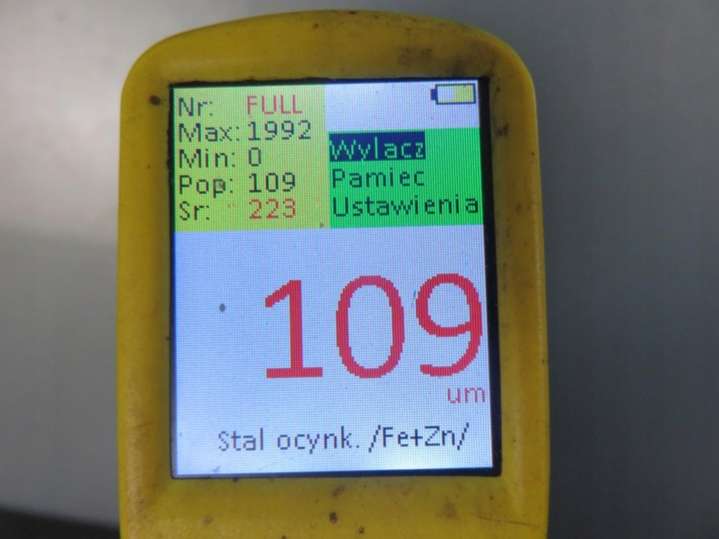 Nr: FULL
Max: 1992
Min: 0
Pop: 109
Sr: 223
Wylacz
Pamiec
Ustawienia
109
um
Stal ocynk. /Fe+Zn/